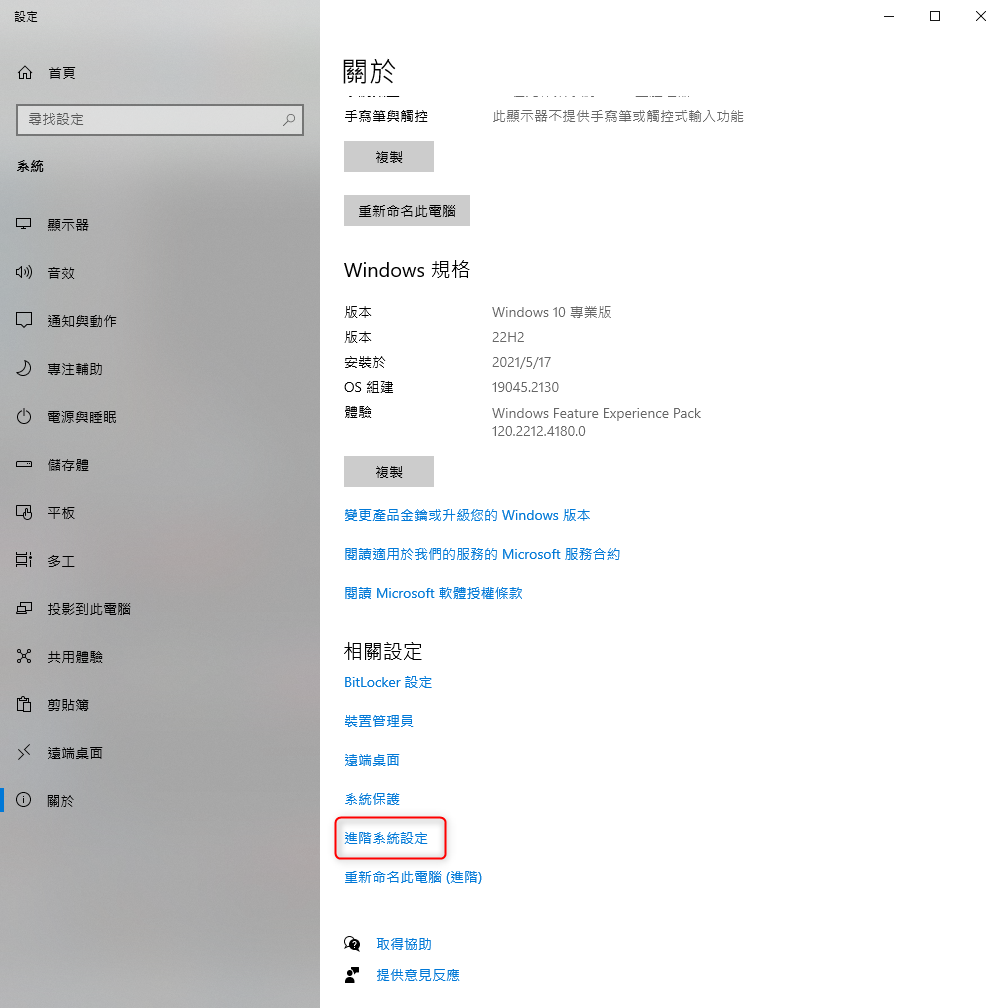 設定
首頁
尋找設定
系統
顯示器
音效
通知與動作
專注輔助
電源與睡眠
儲存體
平板
多工
投影到此電腦
共用體驗
剪貼簿
遠端桌面
關於
關於
手寫筆與觸控 此顯示器不提供手寫筆或觸控式輸入功能
複製
重新命名此電腦
Windows 規格
版本 Windows 10 專業版
版本 22H2
安裝於 2021/5/17
OS 組建 19045.2130
體驗 Windows Feature Experience Pack
120.2212.4180.0
複製
變更產品金鑰或升級您的 Windows 版本
閱讀適用於我們的服務的 Microsoft 服務合約
閱讀 Microsoft 軟體授權條款
相關設定
BitLocker 設定
裝置管理員
遠端桌面
系統保護
進階系統設定
重新命名此電腦 (進階)
取得協助
提供意見反應